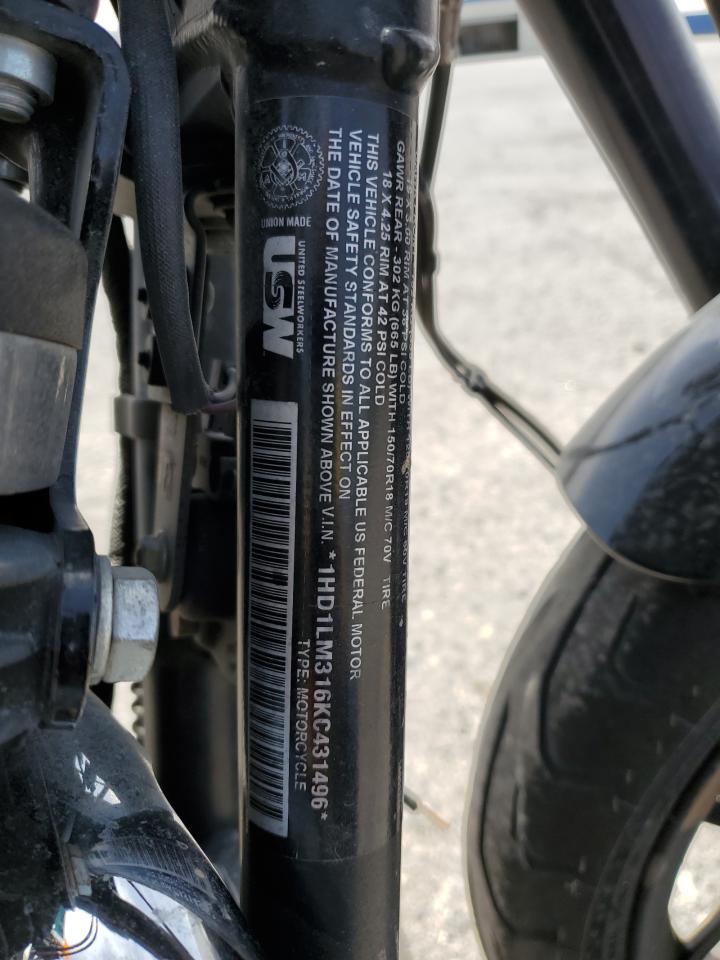 GAWR REAR - 302 KG (665 LB) WITH 150/70R18 M/C 70V TIRE
18 X 4.25 RIM AT 42 PSI COLD
THIS VEHICLE CONFORMS TO ALL APPLICABLE US FEDERAL MOTOR
VEHICLE SAFETY STANDARDS IN EFFECT ON
THE DATE OF MANUFACTURE SHOWN ABOVE V.I.N. *1HD1LM316KC431496*
TYPE: MOTORCYCLE
UNION MADE
UNITED STEELWORKERS
USW